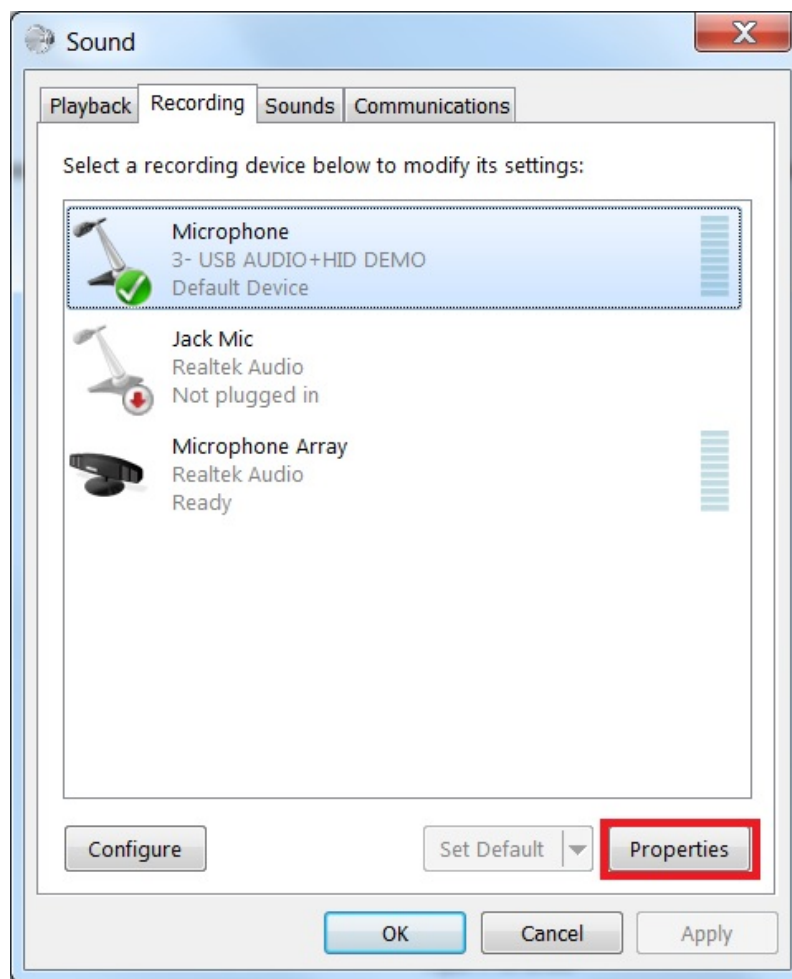 Sound
Playback Recording Sounds Communications
Select a recording device below to modify its settings:
Microphone
3- USB AUDIO+HID DEMO
Default Device
Jack Mic
Realtek Audio
Not plugged in
Microphone Array
Realtek Audio
Ready
Configure Set Default Properties
OK Cancel Apply